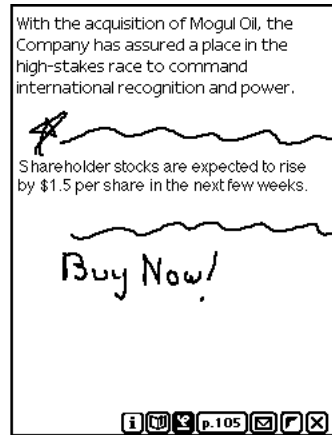 With the acquisition of Mogul Oil, the
Company has assured a place in the
high-stakes race to command
international recognition and power.
Shareholder stocks are expected to rise
by $1.5 per share in the next few weeks.
Buy Now!
i p.105